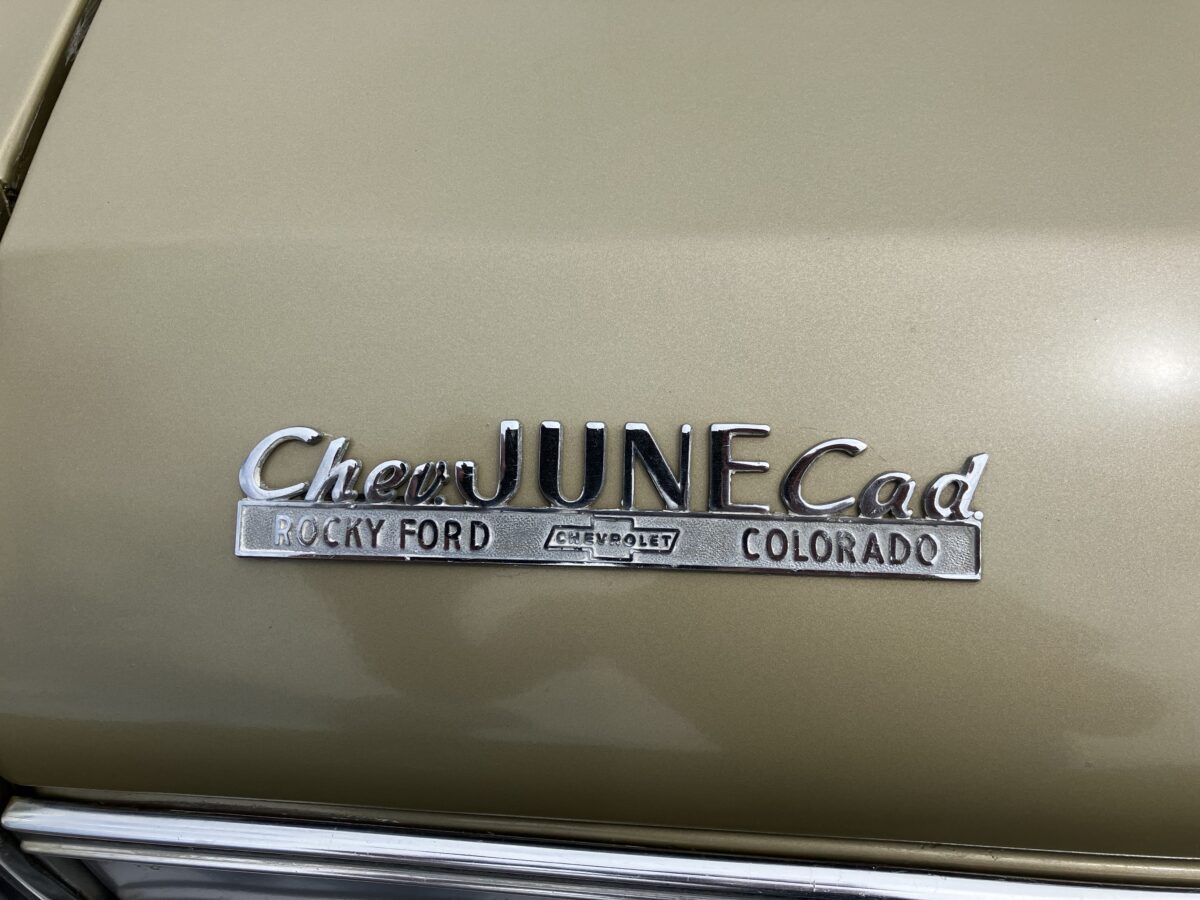 Chev. JUNE Cad.
ROCKY FORD CHEVROLET COLORADO